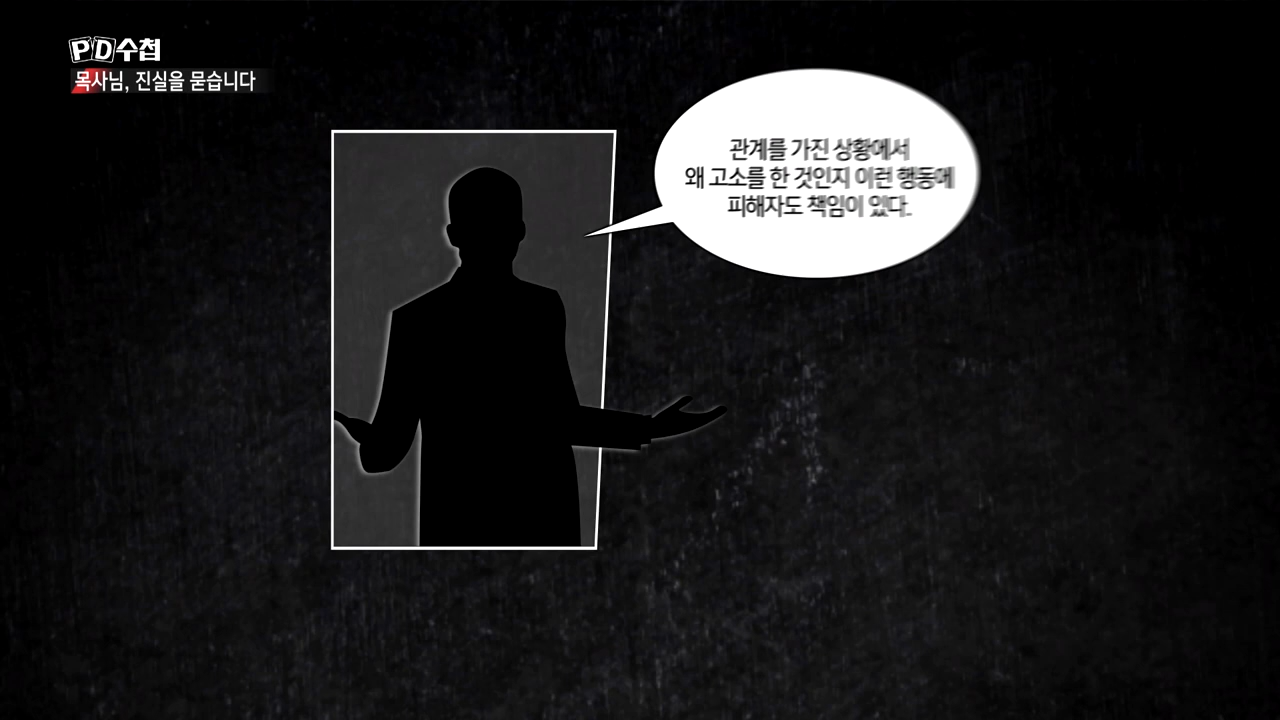 PD수첩
목사님, 진실을 묻습니다
관계를 가진 상황에서
왜 고소를 한 것인지 이런 행동에
피해자도 책임이 있다.